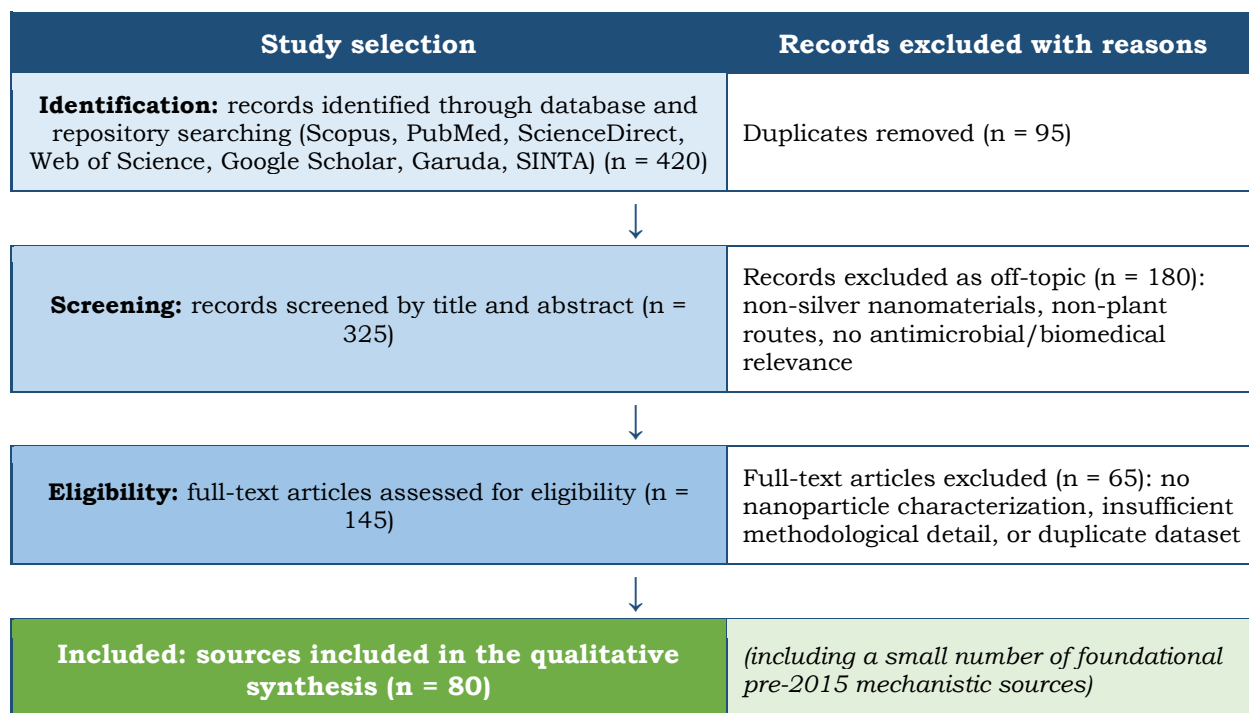 Study selection
Records excluded with reasons
Identification: records identified through database and
repository searching (Scopus, PubMed, ScienceDirect,
Web of Science, Google Scholar, Garuda, SINTA) (n = 420)
Duplicates removed (n = 95)
↓
Screening: records screened by title and abstract (n =
325)
Records excluded as off-topic (n = 180):
non-silver nanomaterials, non-plant
routes, no antimicrobial/biomedical
relevance
↓
Eligibility: full-text articles assessed for eligibility (n =
145)
Full-text articles excluded (n = 65): no
nanoparticle characterization, insufficient
methodological detail, or duplicate dataset
↓
Included: sources included in the qualitative
synthesis (n = 80)
(including a small number of foundational
pre-2015 mechanistic sources)